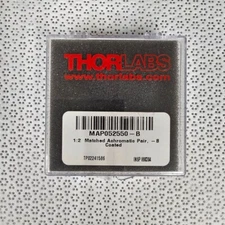 THORLABS
www.thorlabs.com
MAP052550-B
1:2 Matched Achromatic Pair, -B
Coated